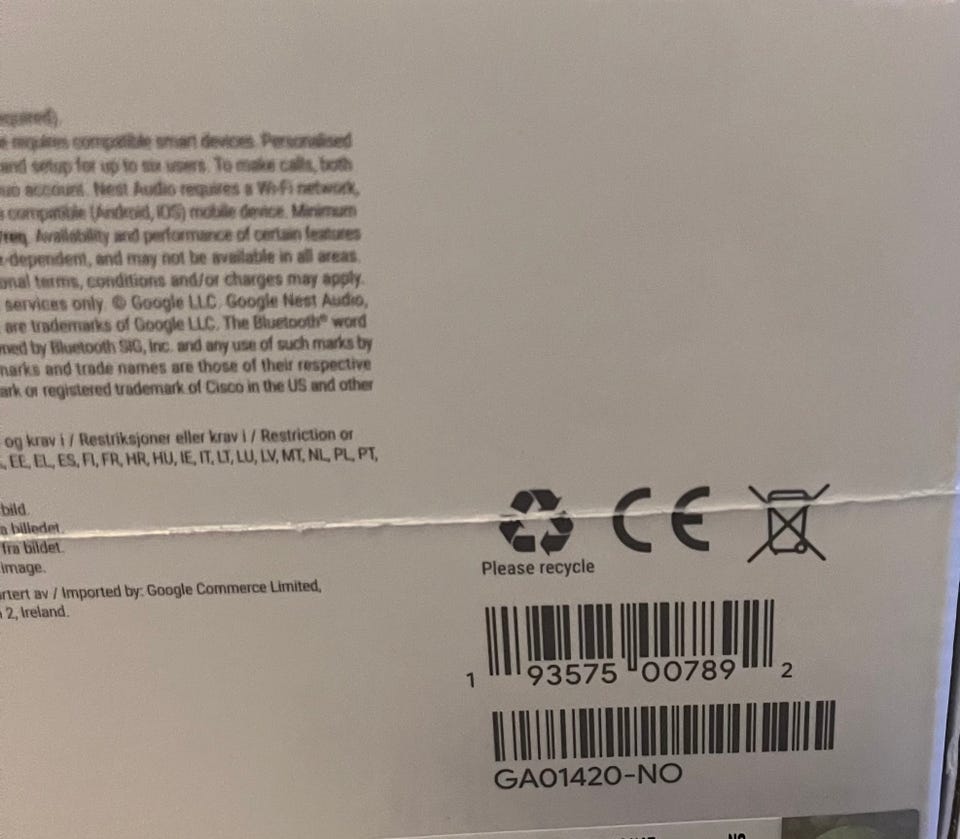 equired).
requires compatible smart devices. Personalised
and setup for up to six users. To make calls, both
uo account. Nest Audio requires a Wi-Fi network,
compatible (Android, iOS) mobile device. Minimum
/req. Availability and performance of certain features
-dependent, and may not be available in all areas.
onal terms, conditions and/or charges may apply.
services only. © Google LLC. Google Nest Audio,
are trademarks of Google LLC. The Bluetooth® word
ned by Bluetooth SIG, Inc. and any use of such marks by
marks and trade names are those of their respective
ark or registered trademark of Cisco in the US and other
og krav i / Restriksjoner eller krav i / Restriction or
, EE, EL, ES, FI, FR, HR, HU, IE, IT, LT, LU, LV, MT, NL, PL, PT,
bild.
a billedet.
fra bildet.
image.
rtert av / Imported by: Google Commerce Limited,
2, Ireland.
CE
Please recycle
1 93575 00789 2
GA01420-NO
NO